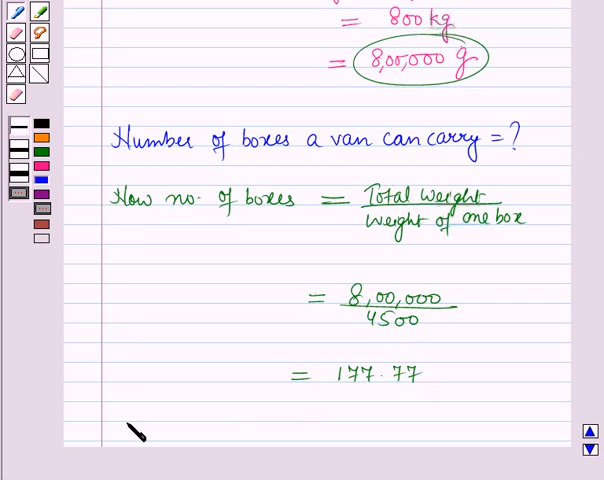 = 800 kg
= 8,00,000 g
Number of boxes a van can carry = ?
Now no. of boxes = Total weight / Weight of one box
= 8,00,000 / 4500
= 177.77